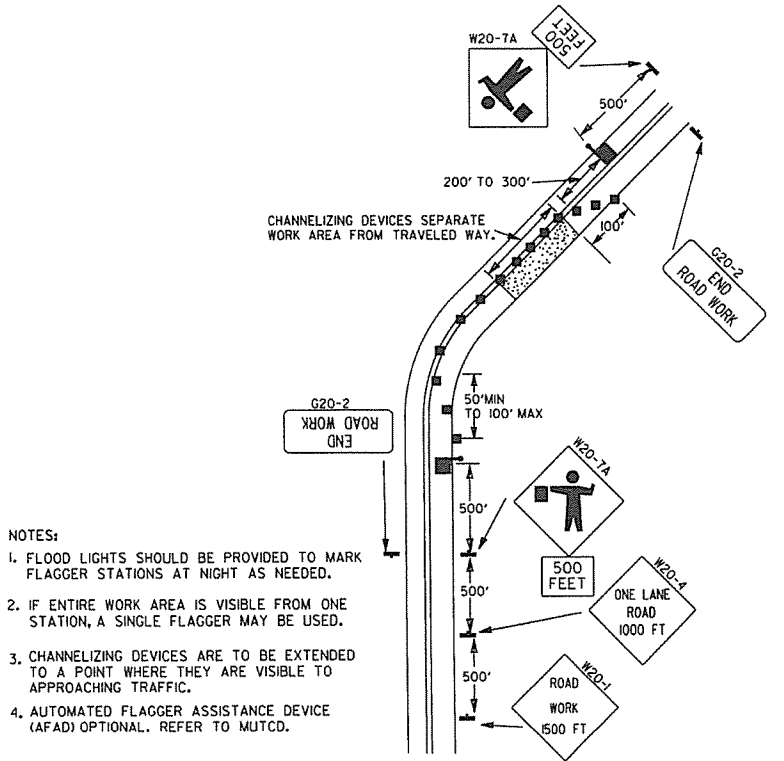 W20-7A
500
FEET
500'
200' TO 300'
CHANNELIZING DEVICES SEPARATE
WORK AREA FROM TRAVELED WAY.
100'
G20-2
END
ROAD WORK
50'MIN
TO 100' MAX
G20-2
END
ROAD WORK
W20-7A
500'
500
FEET
500'
W20-4
ONE LANE
ROAD
1000 FT
500'
W20-1
ROAD
WORK
1500 FT
NOTES:
1. FLOOD LIGHTS SHOULD BE PROVIDED TO MARK
FLAGGER STATIONS AT NIGHT AS NEEDED.
2. IF ENTIRE WORK AREA IS VISIBLE FROM ONE
STATION, A SINGLE FLAGGER MAY BE USED.
3. CHANNELIZING DEVICES ARE TO BE EXTENDED
TO A POINT WHERE THEY ARE VISIBLE TO
APPROACHING TRAFFIC.
4. AUTOMATED FLAGGER ASSISTANCE DEVICE
(AFAD) OPTIONAL. REFER TO MUTCD.